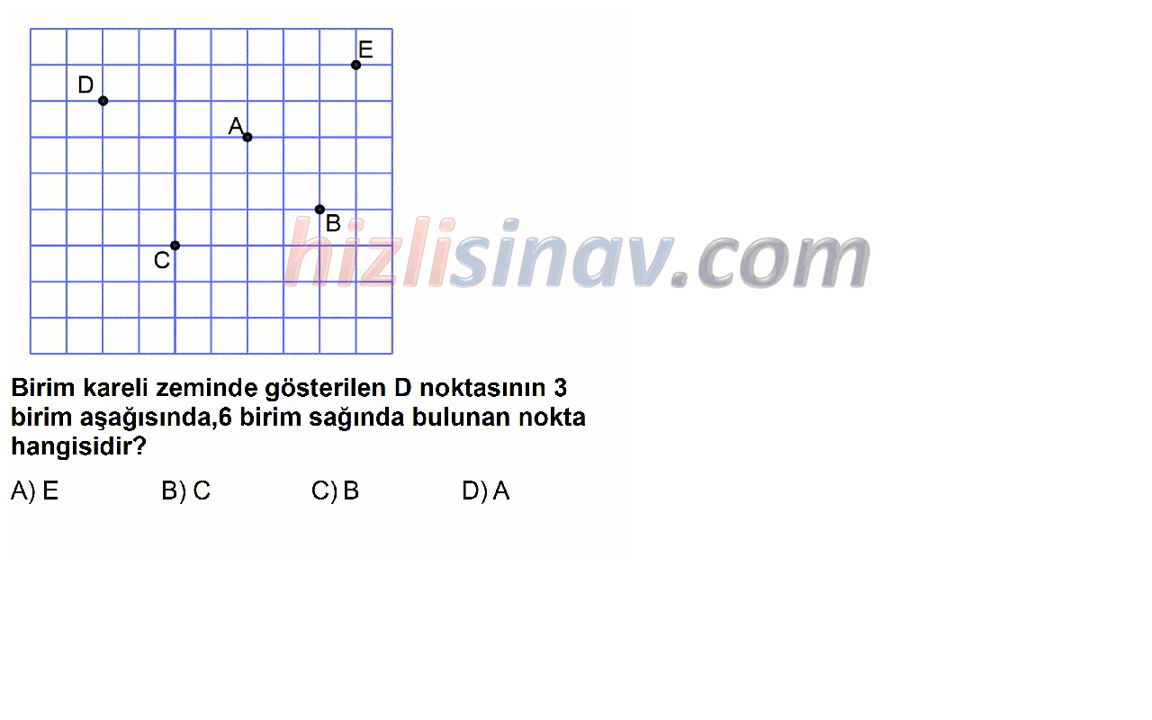 E
D
A
B
C
hizlisinav.com
Birim kareli zeminde gösterilen D noktasının 3
birim aşağısında,6 birim sağında bulunan nokta
hangisidir?
A) E B) C C) B D) A